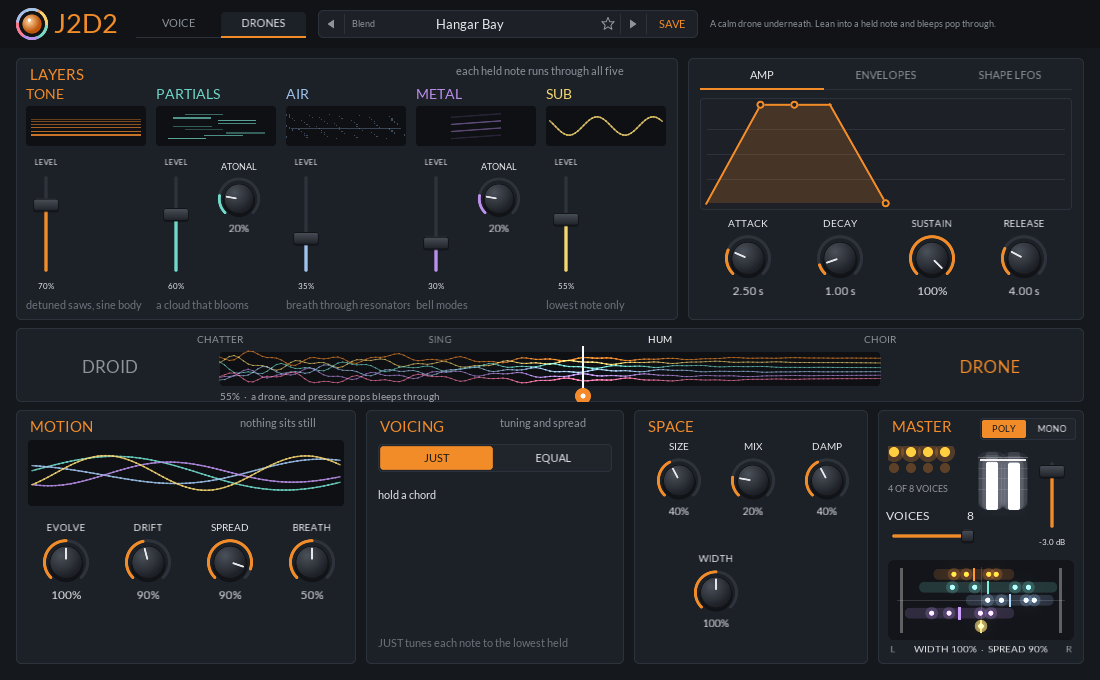 J2D2
VOICE
DRONES
Blend
Hangar Bay
SAVE
A calm drone underneath. Lean into a held note and bleeps pop through.
LAYERS
each held note runs through all five
TONE
PARTIALS
AIR
METAL
SUB
LEVEL
LEVEL
ATONAL
LEVEL
LEVEL
ATONAL
LEVEL
20%
20%
70%
60%
35%
30%
55%
detuned saws, sine body
a cloud that blooms
breath through resonators
bell modes
lowest note only
AMP
ENVELOPES
SHAPE LFOS
ATTACK
DECAY
SUSTAIN
RELEASE
2.50 s
1.00 s
100%
4.00 s
CHATTER
SING
HUM
CHOIR
DROID
DRONE
55% · a drone, and pressure pops bleeps through
MOTION
nothing sits still
EVOLVE
DRIFT
SPREAD
BREATH
100%
90%
90%
50%
VOICING
tuning and spread
JUST
EQUAL
hold a chord
JUST tunes each note to the lowest held
SPACE
SIZE
MIX
DAMP
40%
20%
40%
WIDTH
100%
MASTER
POLY
MONO
4 OF 8 VOICES
VOICES
8
-3.0 dB
L
WIDTH 100% · SPREAD 90%
R